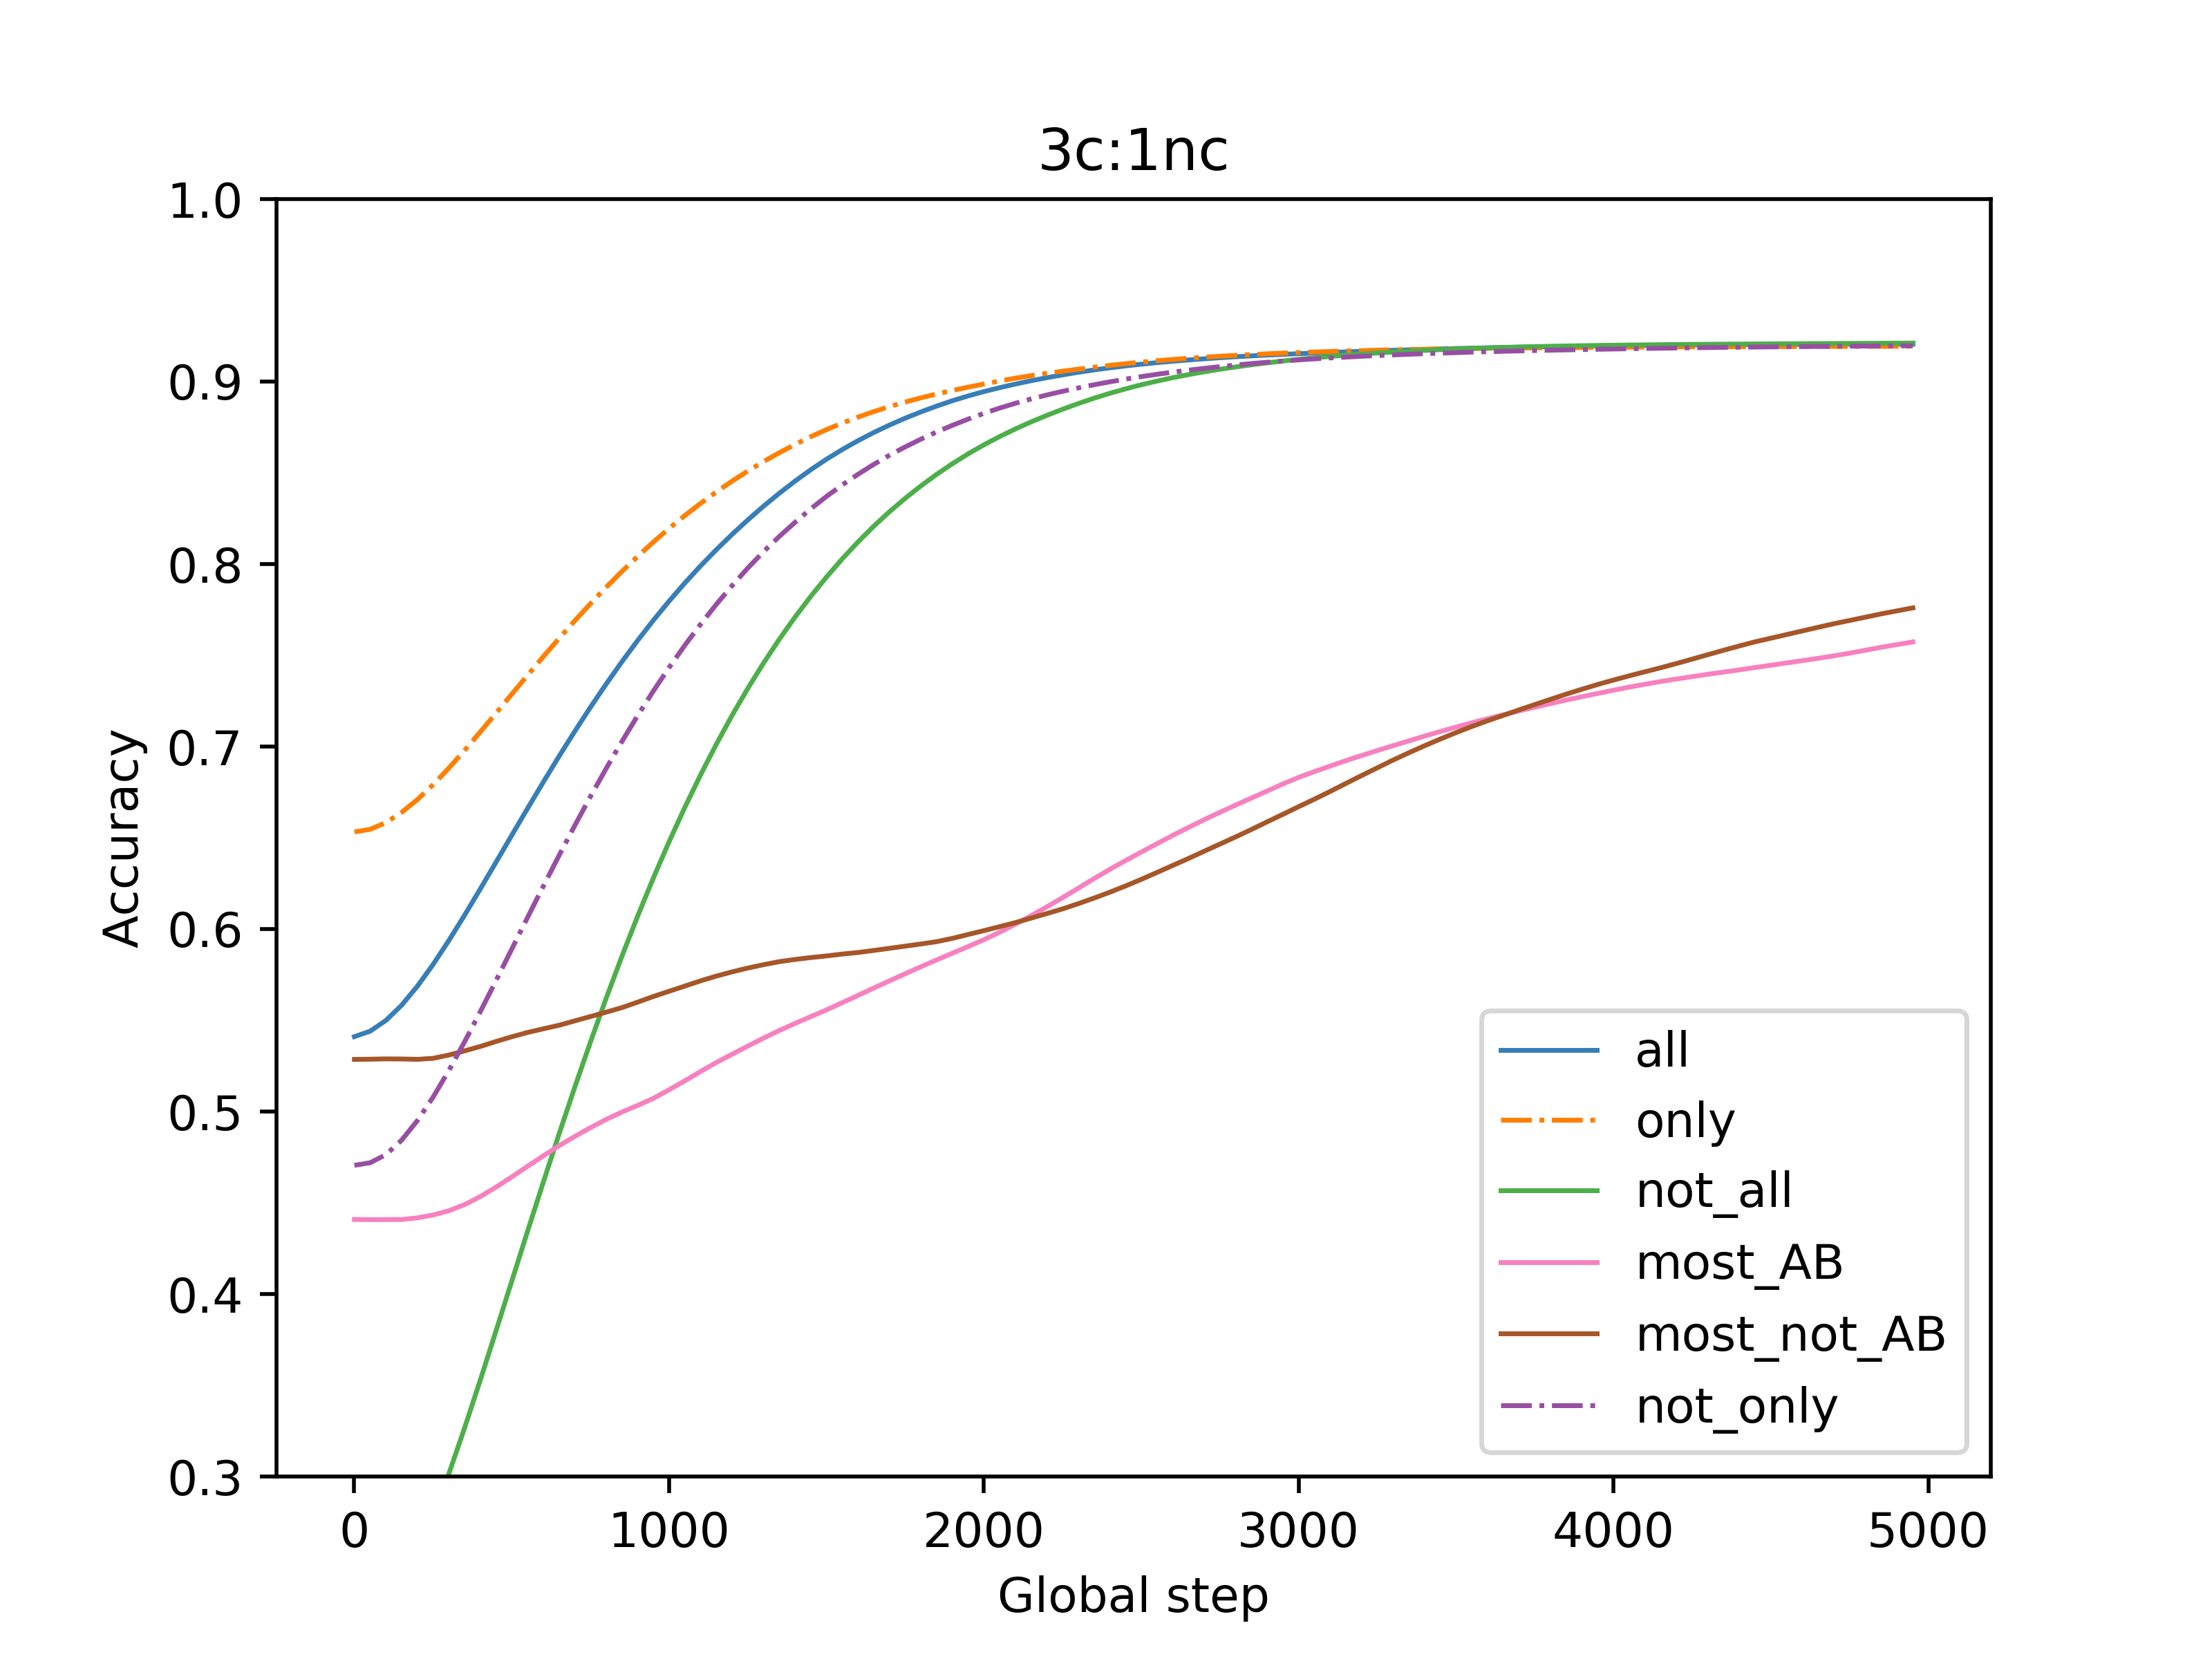 3c:1nc
1.0
0.9
0.8
0.7
0.6
0.5
0.4
0.3
Accuracy
all
only
not_all
most_AB
most_not_AB
not_only
0 1000 2000 3000 4000 5000
Global step